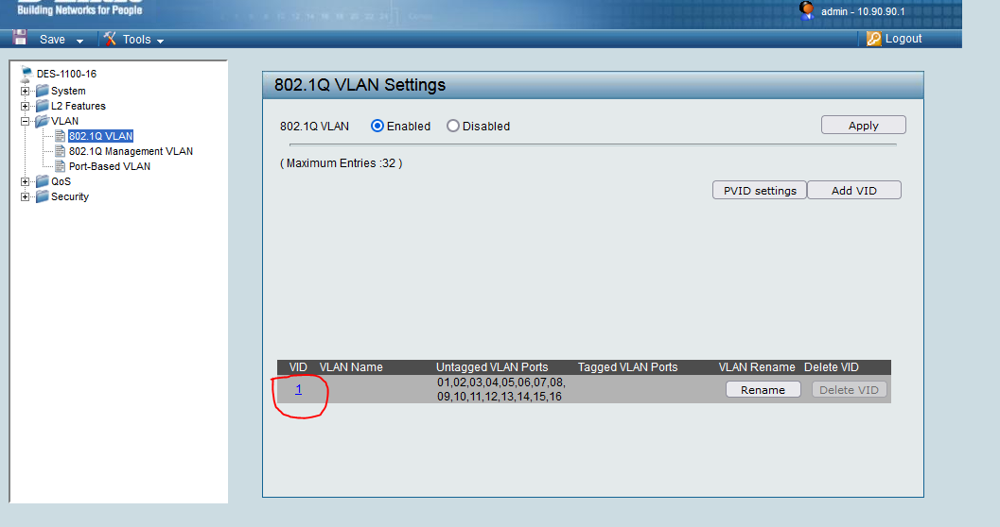 Building Networks for People
admin - 10.90.90.1
Save
Tools
Logout
DES-1100-16
System
L2 Features
VLAN
802.1Q VLAN
802.1Q Management VLAN
Port-Based VLAN
QoS
Security
802.1Q VLAN Settings
802.1Q VLAN Enabled Disabled Apply
( Maximum Entries :32 )
PVID settings Add VID
VID VLAN Name Untagged VLAN Ports Tagged VLAN Ports VLAN Rename Delete VID
1 01,02,03,04,05,06,07,08, Rename Delete VID
09,10,11,12,13,14,15,16